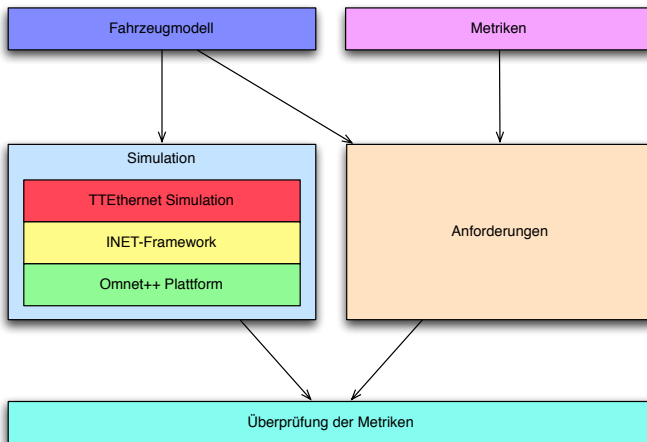 Fahrzeugmodell
Metriken
Simulation
TTEthernet Simulation
INET-Framework
Omnet++ Plattform
Anforderungen
Überprüfung der Metriken